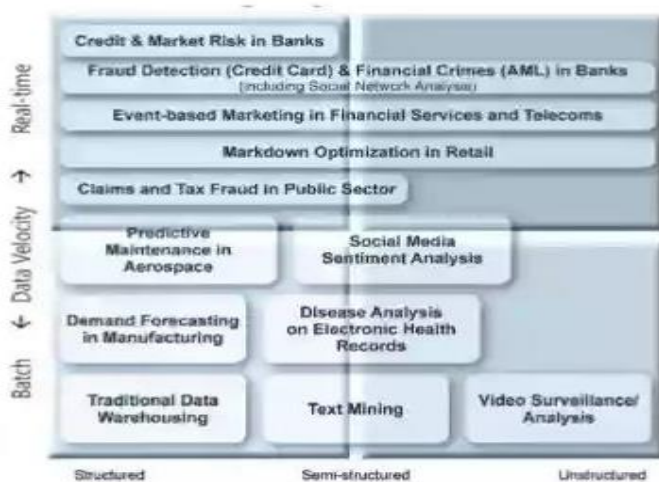 Credit & Market Risk in Banks
Fraud Detection (Credit Card) & Financial Crimes (AML) in Banks
(including Social Network Analysis)
Event-based Marketing in Financial Services and Telecoms
Markdown Optimization in Retail
Claims and Tax Fraud in Public Sector
Predictive
Maintenance in
Aerospace
Social Media
Sentiment Analysis
Demand Forecasting
in Manufacturing
Disease Analysis
on Electronic Health
Records
Traditional Data
Warehousing
Text Mining
Video Surveillance/
Analysis
Batch ← Data Velocity → Real-time
Structured
Semi-structured
Unstructured